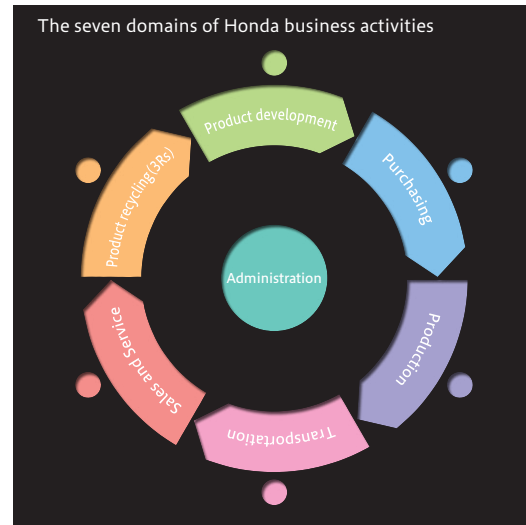 The seven domains of Honda business activities
Product development
Purchasing
Production
Transportation
Sales and Service
Product recycling(3Rs)
Administration